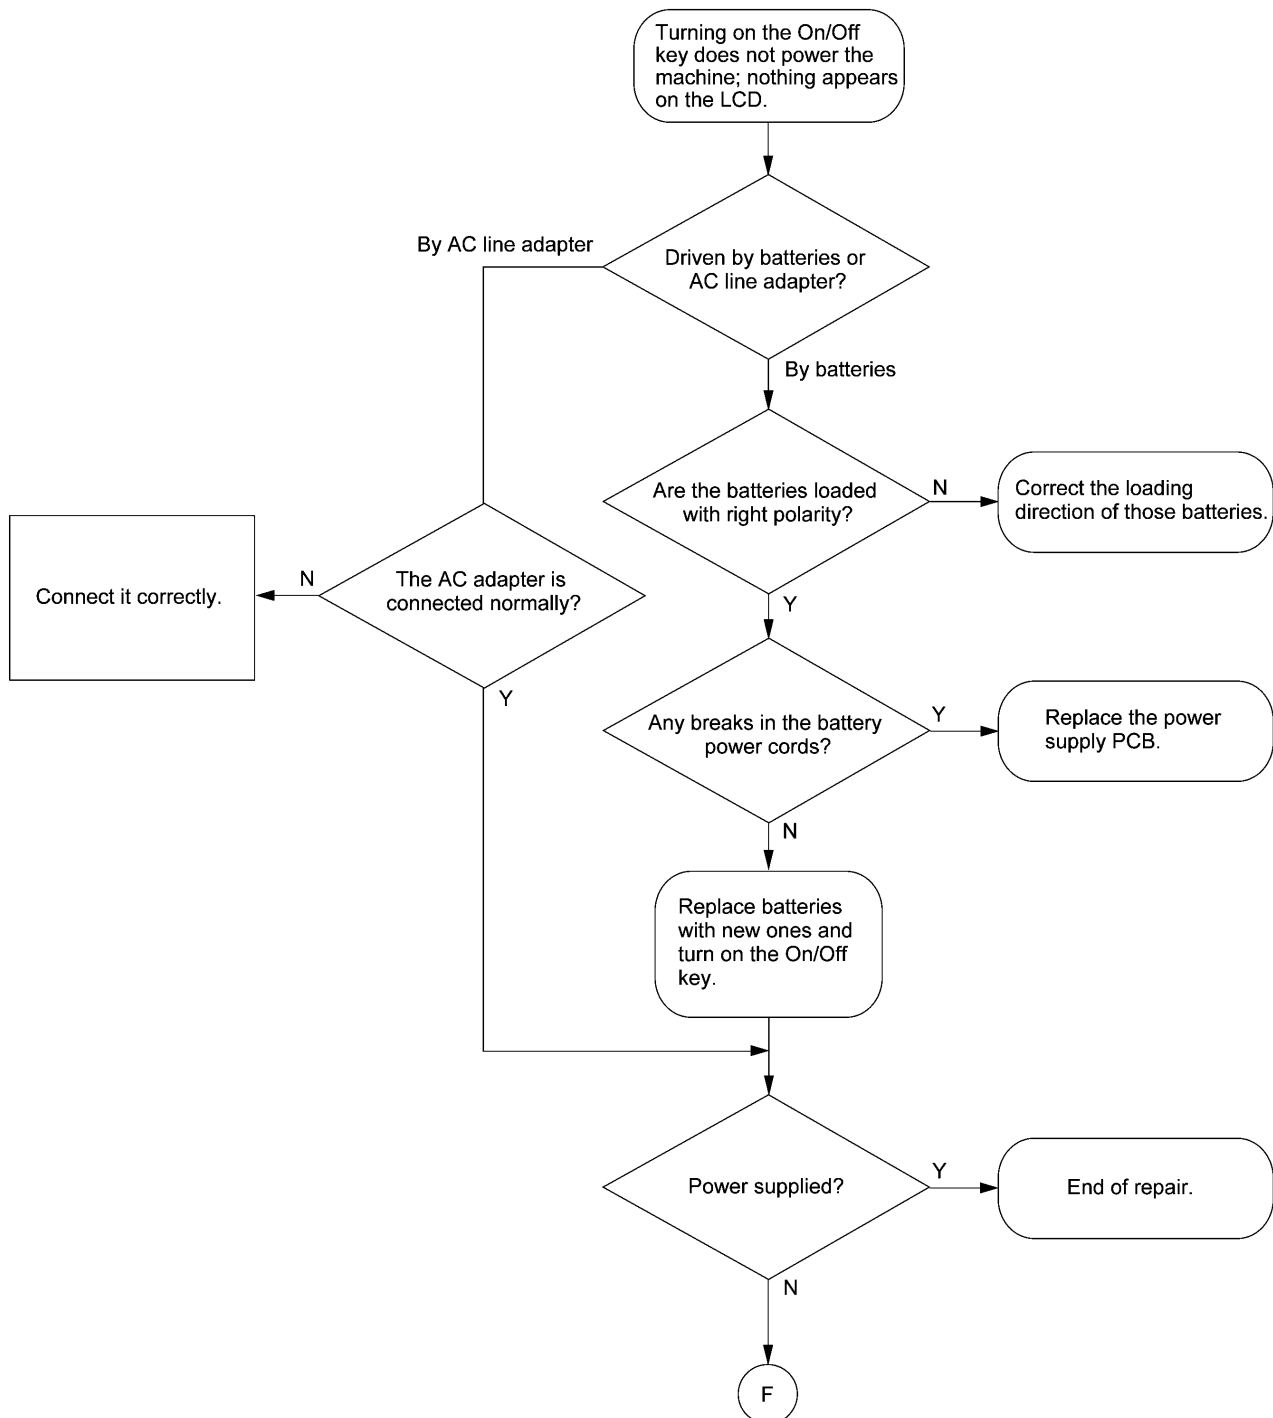 Turning on the On/Off
key does not power the
machine; nothing appears
on the LCD.
By AC line adapter
Driven by batteries or
AC line adapter?
By batteries
Are the batteries loaded
with right polarity?
N
Correct the loading
direction of those batteries.
Connect it correctly.
N
The AC adapter is
connected normally?
Y
Y
Any breaks in the battery
power cords?
Y
Replace the power
supply PCB.
N
Replace batteries
with new ones and
turn on the On/Off
key.
Power supplied?
Y
End of repair.
N
F